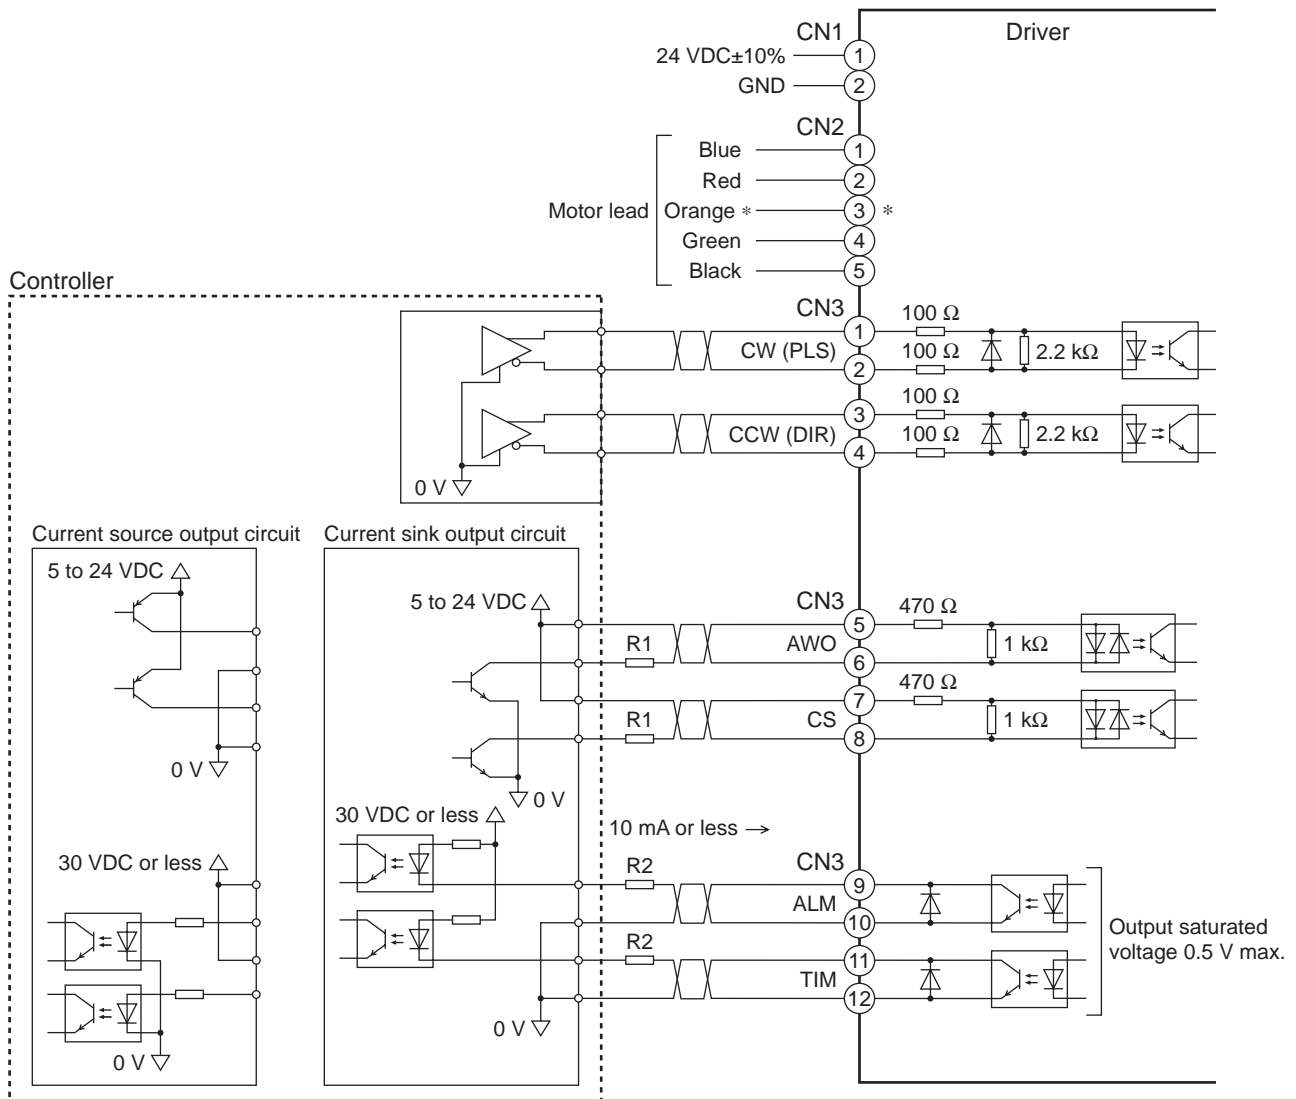 CN1
Driver
24 VDC±10%
1
GND
2
CN2
Blue
1
Red
2
Motor lead
Orange *
3
*
Green
4
Black
5
Controller
CN3
100 Ω
1
CW (PLS)
100 Ω
2.2 kΩ
2
100 Ω
3
CCW (DIR)
100 Ω
2.2 kΩ
4
0 V
Current source output circuit
Current sink output circuit
5 to 24 VDC
5 to 24 VDC
CN3
470 Ω
5
R1
AWO
1 kΩ
6
470 Ω
7
R1
CS
1 kΩ
8
0 V
0 V
30 VDC or less
10 mA or less →
30 VDC or less
R2
CN3
9
ALM
10
Output saturated
voltage 0.5 V max.
R2
11
TIM
12
0 V
0 V